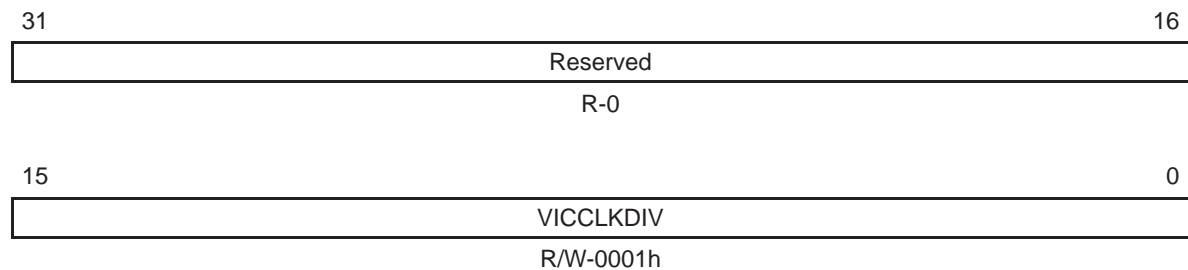 31 16
Reserved
R-0
15 0
VICCLKDIV
R/W-0001h